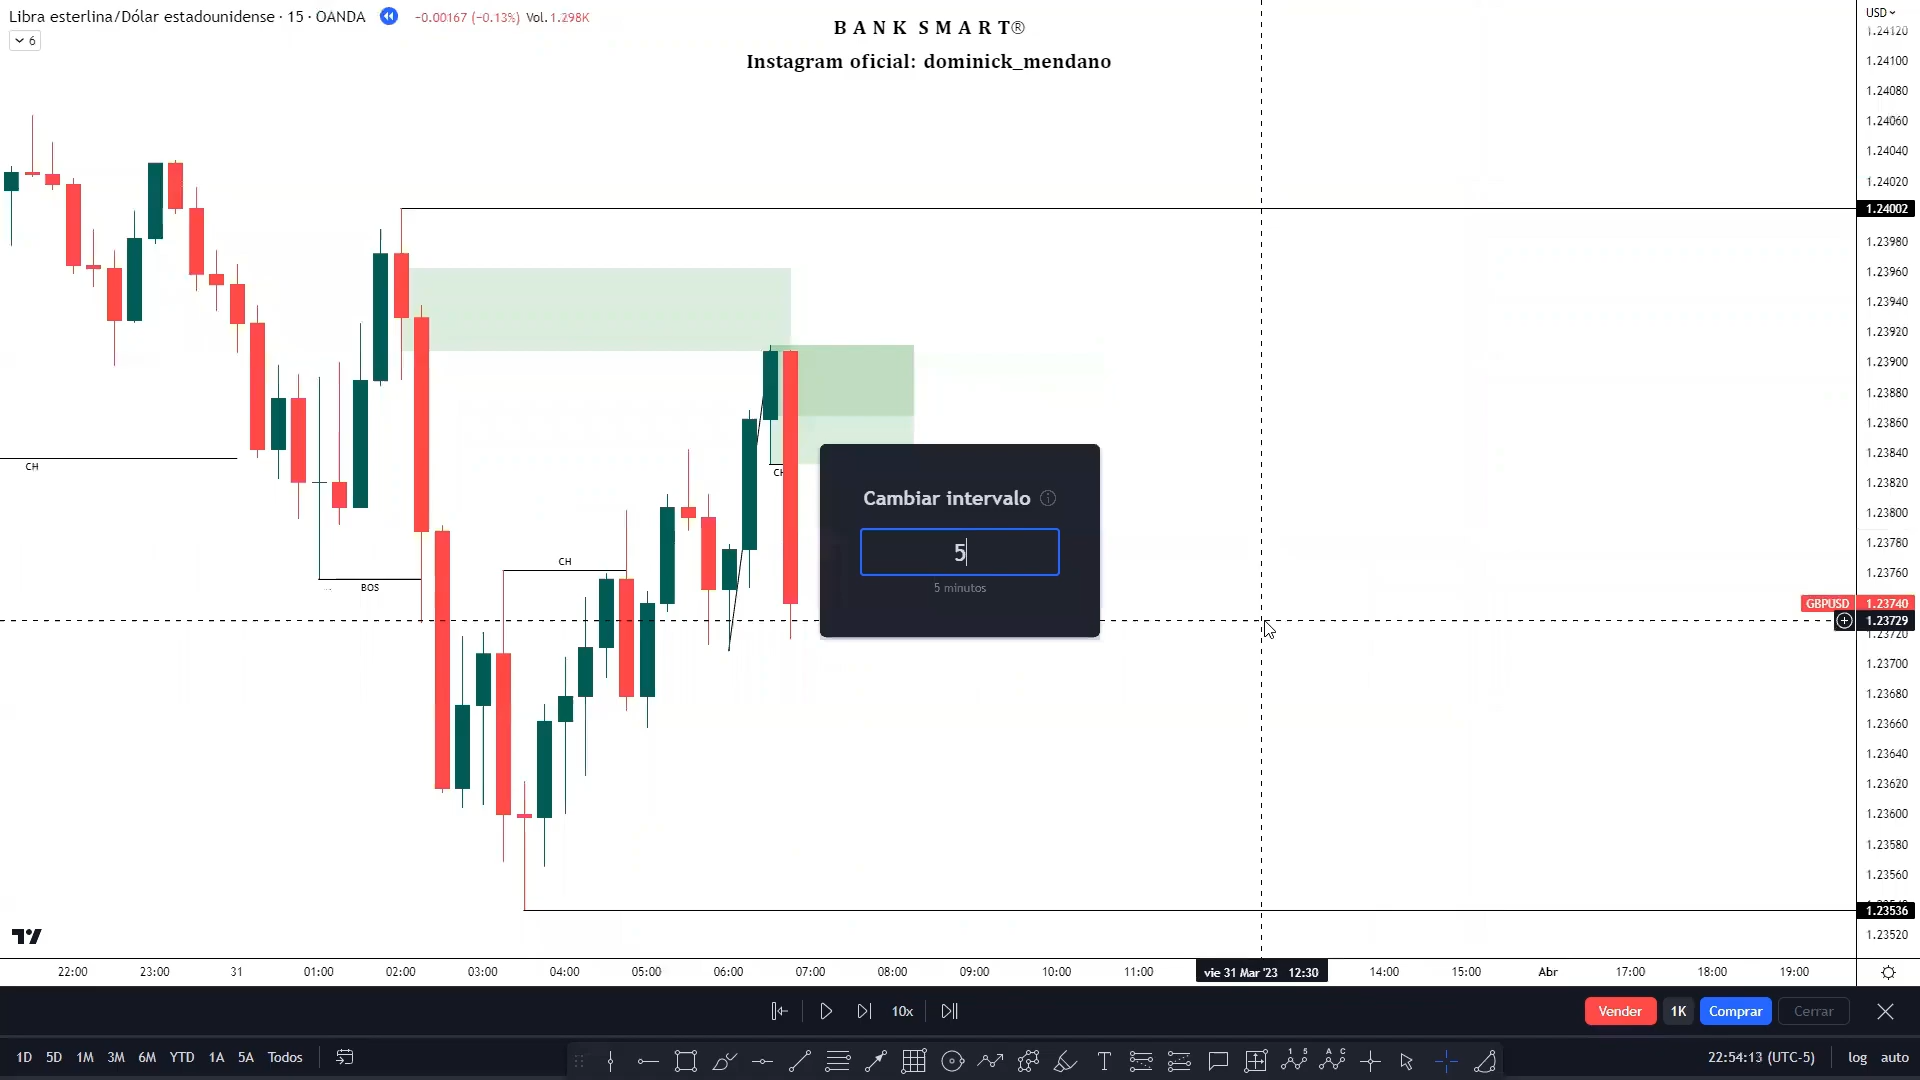 Libra esterlina/Dólar estadounidense · 15 · OANDA −0.00167 (−0.13%) Vol. 1.298K
6
B A N K S M A R T®
Instagram oficial: dominick_mendano
USD
1.24120
1.24100
1.24080
1.24060
1.24040
1.24020
1.24002
1.23980
1.23960
1.23940
1.23920
1.23900
1.23880
1.23860
1.23840
1.23820
1.23800
1.23780
1.23760
GBPUSD 1.23740
1.23729
1.23720
1.23700
1.23680
1.23660
1.23640
1.23620
1.23600
1.23580
1.23560
1.23536
1.23520
CH
BOS
CH
Cambiar intervalo
5
5 minutos
22:00 23:00 31 01:00 02:00 03:00 04:00 05:00 06:00 07:00 08:00 09:00 10:00 11:00 vie 31 Mar '23 12:30 14:00 15:00 Abr 17:00 18:00 19:00
10x
Vender 1K Comprar Cerrar
1D 5D 1M 3M 6M YTD 1A 5A Todos
22:54:13 (UTC-5) log auto